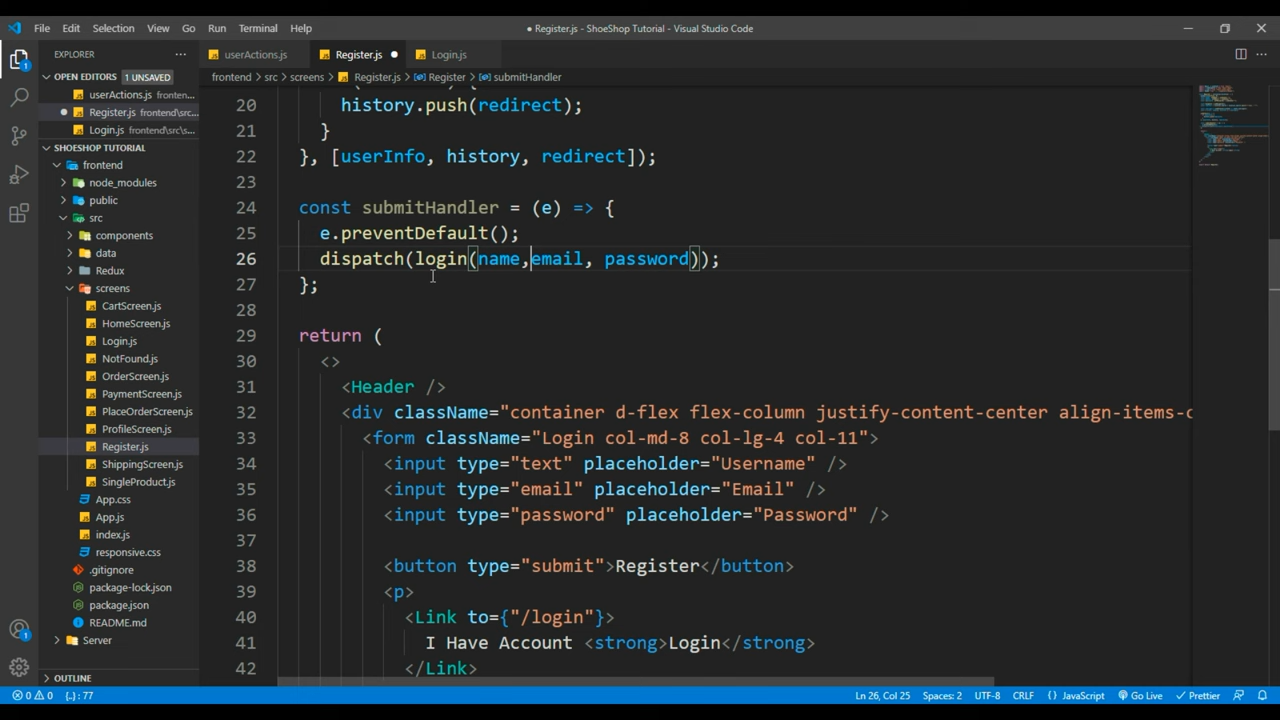 File Edit Selection View Go Run Terminal Help
● Register.js - ShoeShop Tutorial - Visual Studio Code
EXPLORER
OPEN EDITORS 1 UNSAVED
userActions.js fronten...
Register.js frontend\src...
Login.js frontend\src\s...
SHOESHOP TUTORIAL
frontend
node_modules
public
src
components
data
Redux
screens
CartScreen.js
HomeScreen.js
Login.js
NotFound.js
OrderScreen.js
PaymentScreen.js
PlaceOrderScreen.js
ProfileScreen.js
Register.js
ShippingScreen.js
SingleProduct.js
App.css
App.js
index.js
responsive.css
.gitignore
package-lock.json
package.json
README.md
Server
OUTLINE
userActions.js Register.js Login.js
frontend > src > screens > Register.js > Register > submitHandler
20 history.push(redirect);
21 }
22 }, [userInfo, history, redirect]);
23
24 const submitHandler = (e) => {
25 e.preventDefault();
26 dispatch(login(name,email, password));
27 };
28
29 return (
30 <>
31 <Header />
32 <div className="container d-flex flex-column justify-content-center align-items-c
33 <form className="Login col-md-8 col-lg-4 col-11">
34 <input type="text" placeholder="Username" />
35 <input type="email" placeholder="Email" />
36 <input type="password" placeholder="Password" />
37
38 <button type="submit">Register</button>
39 <p>
40 <Link to={"/login"}>
41 I Have Account <strong>Login</strong>
42 </Link>
0 0 {..} : 77 Ln 26, Col 25 Spaces: 2 UTF-8 CRLF {} JavaScript Go Live Prettier